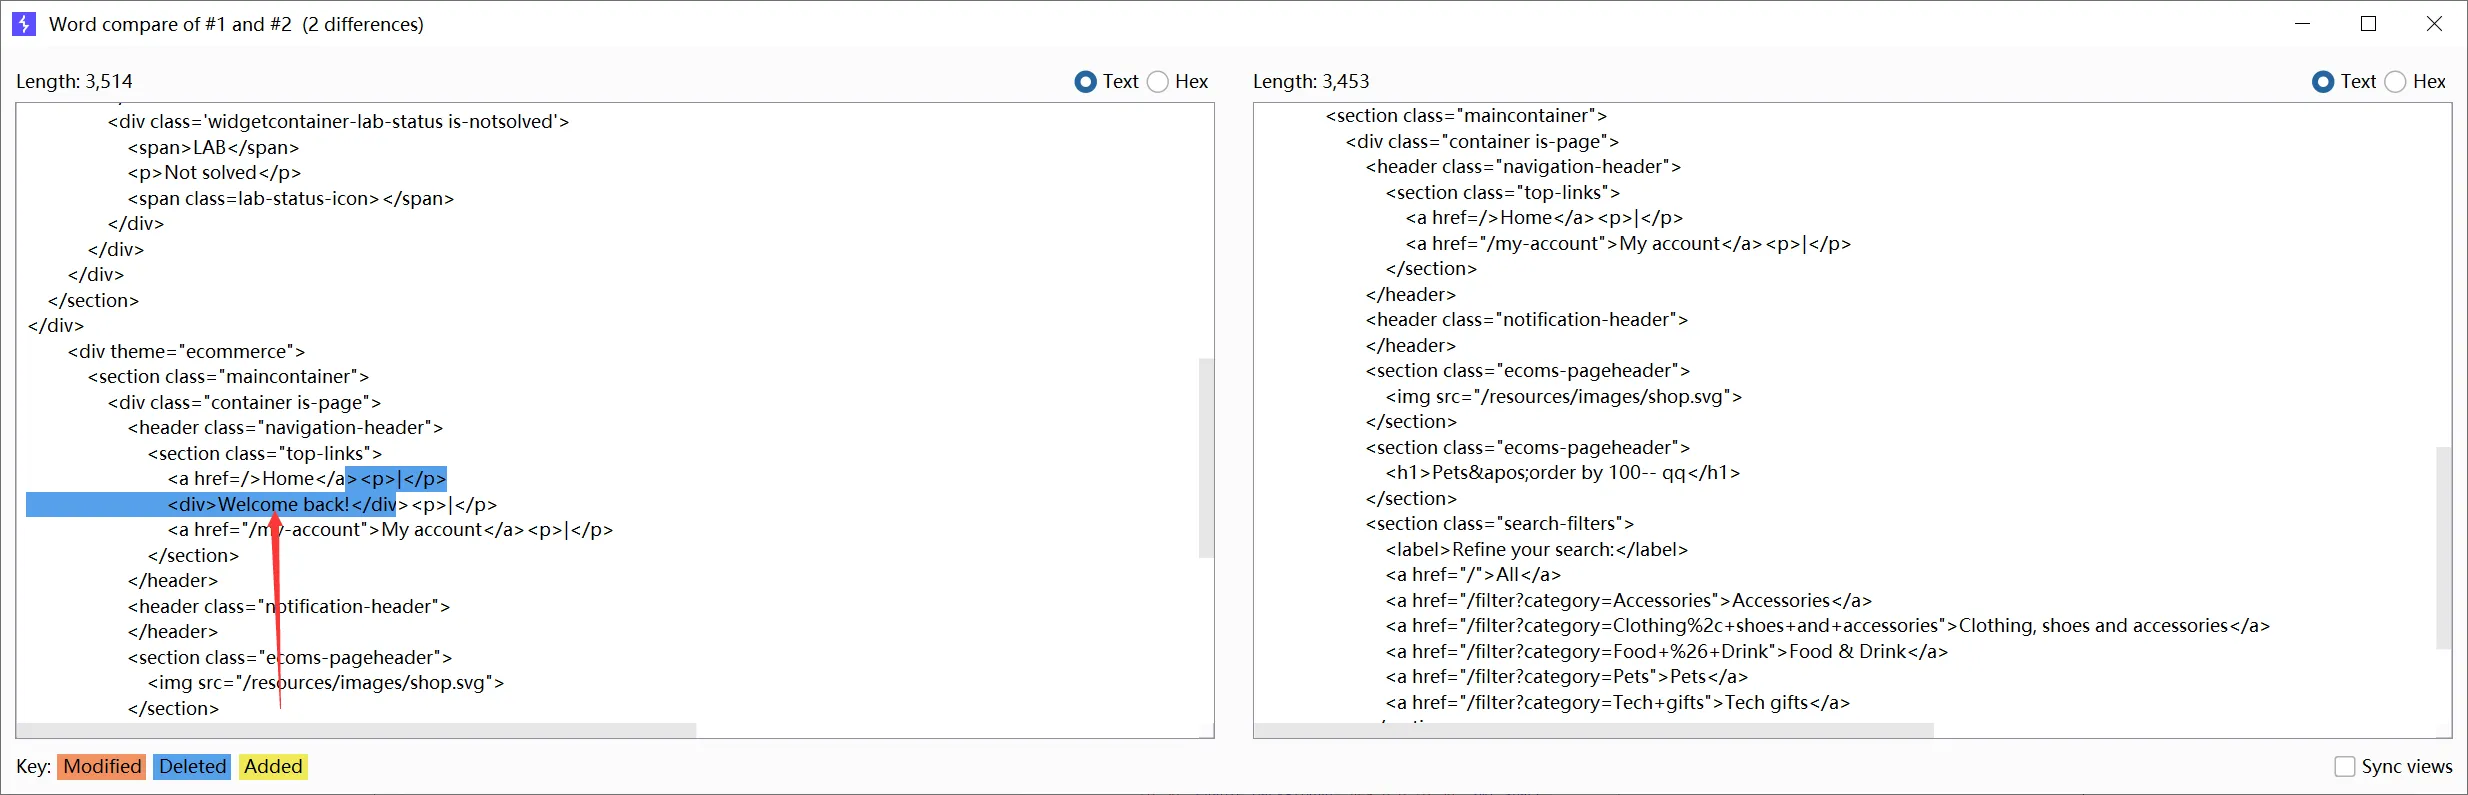 Word compare of #1 and #2  (2 differences)
Length: 3,514
Text
Hex
<div class='widgetcontainer-lab-status is-notsolved'>
<span>LAB</span>
<p>Not solved</p>
<span class=lab-status-icon></span>
</div>
</div>
</div>
</section>
</div>
<div theme="ecommerce">
<section class="maincontainer">
<div class="container is-page">
<header class="navigation-header">
<section class="top-links">
<a href=/>Home</a><p>|</p>
<div>Welcome back!</div><p>|</p>
<a href="/my-account">My account</a><p>|</p>
</section>
</header>
<header class="notification-header">
</header>
<section class="ecoms-pageheader">
<img src="/resources/images/shop.svg">
</section>
Length: 3,453
Text
Hex
<section class="maincontainer">
<div class="container is-page">
<header class="navigation-header">
<section class="top-links">
<a href=/>Home</a><p>|</p>
<a href="/my-account">My account</a><p>|</p>
</section>
</header>
<header class="notification-header">
</header>
<section class="ecoms-pageheader">
<img src="/resources/images/shop.svg">
</section>
<section class="ecoms-pageheader">
<h1>Pets&apos;order by 100-- qq</h1>
</section>
<section class="search-filters">
<label>Refine your search:</label>
<a href="/">All</a>
<a href="/filter?category=Accessories">Accessories</a>
<a href="/filter?category=Clothing%2c+shoes+and+accessories">Clothing, shoes and accessories</a>
<a href="/filter?category=Food+%26+Drink">Food & Drink</a>
<a href="/filter?category=Pets">Pets</a>
<a href="/filter?category=Tech+gifts">Tech gifts</a>
Key: Modified Deleted Added
Sync views